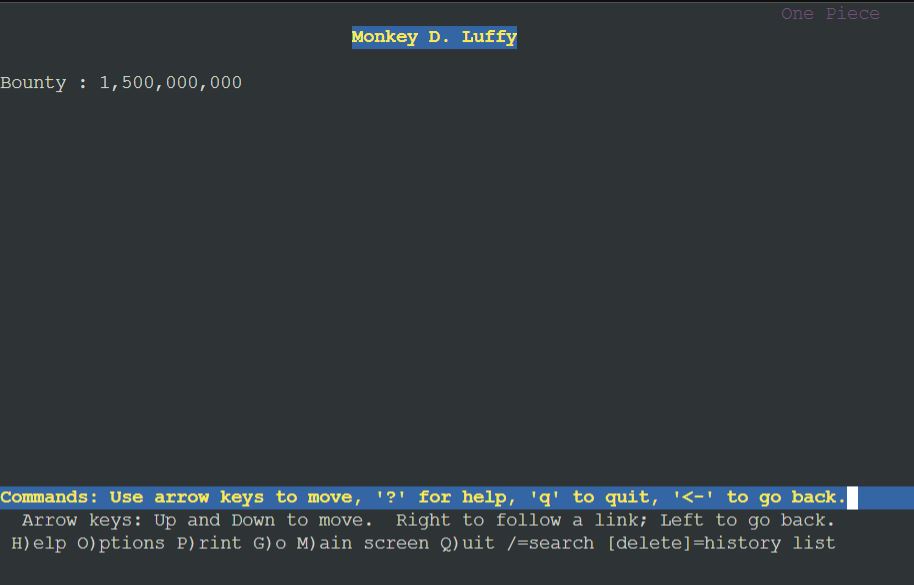 One Piece
Monkey D. Luffy
Bounty : 1,500,000,000
Commands: Use arrow keys to move, '?' for help, 'q' to quit, '<-' to go back.
Arrow keys: Up and Down to move.  Right to follow a link; Left to go back.
H)elp O)ptions P)rint G)o M)ain screen Q)uit /=search [delete]=history list